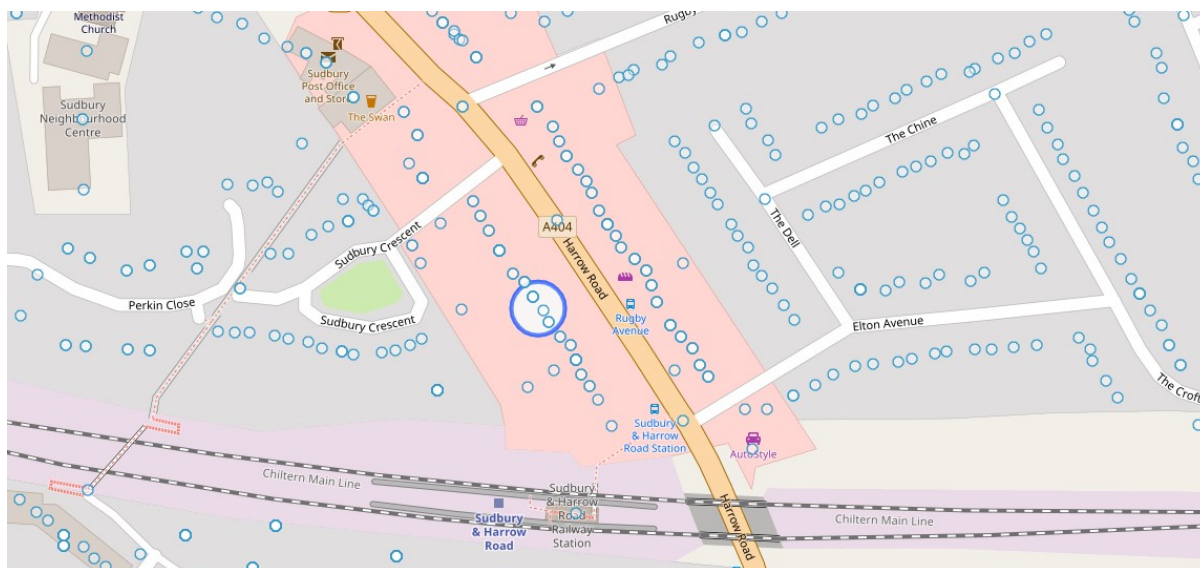 Methodist
Church
Rugby
Sudbury
Post Office
and Stor
The Swan
Sudbury
Neighbourhood
Centre
The Chine
A404
The Dell
Harrow Road
Sudbury Crescent
Perkin Close
Rugby
Avenue
Elton Avenue
Sudbury Crescent
The Croft
Sudbury
& Harrow
Road Station
AutoStyle
Chiltern Main Line
Sudbury
& Harrow
Road
Railway
Station
Sudbury
& Harrow
Road
Harrow Road
Chiltern Main Line